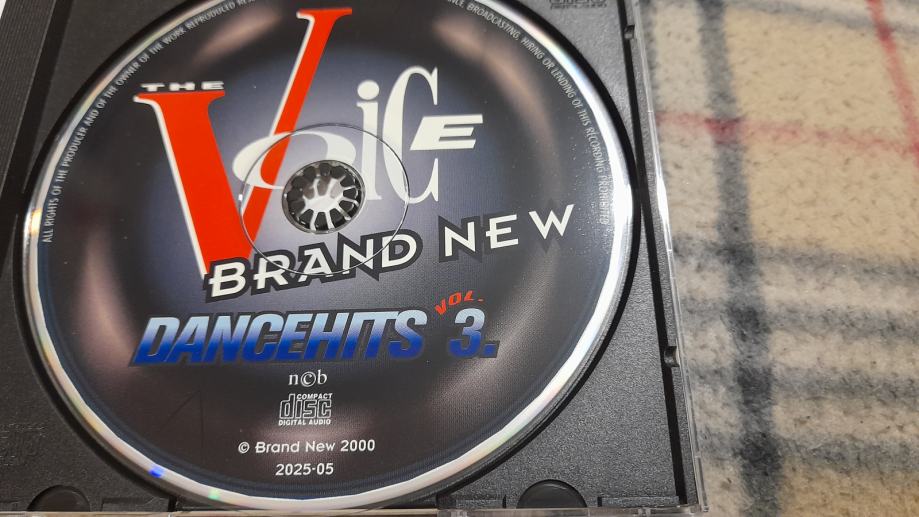 ALL RIGHTS OF THE PRODUCER AND OF THE OWNER OF THE WORK REPRODUCED
BROADCASTING, HIRING OR LENDING OF THIS RECORDING PROHIBITED
THE
VOiCE
BRAND NEW
DANCEHITS VOL. 3.
n©b
COMPACT
disc
DIGITAL AUDIO
© Brand New 2000
2025-05